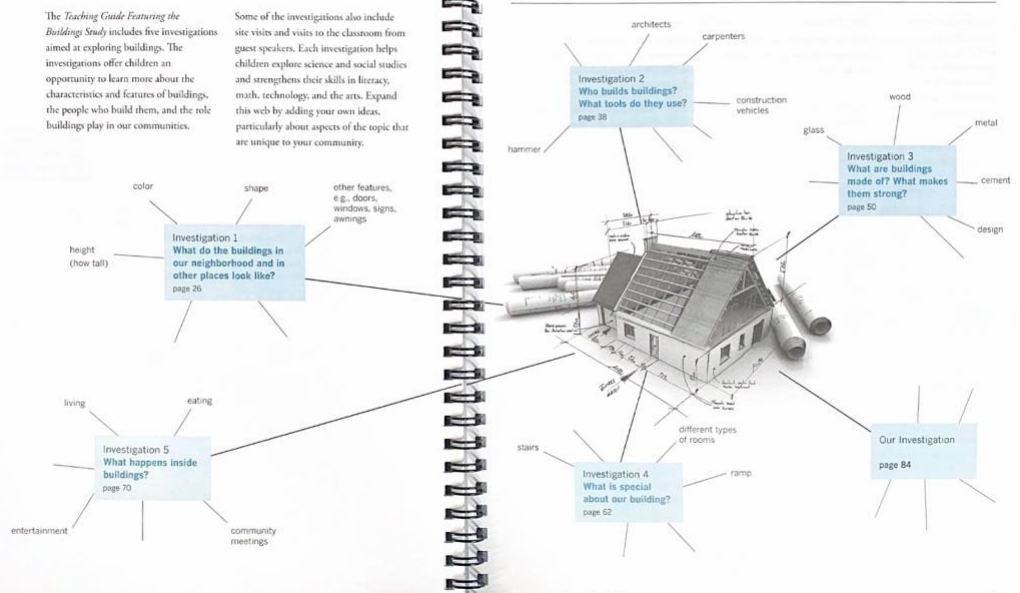 The Teaching Guide Featuring the
Buildings Study includes five investigations
aimed at exploring buildings. The
investigations offer children an
opportunity to learn more about the
characteristics and features of buildings,
the people who build them, and the role
buildings play in our communities.
Some of the investigations also include
site visits and visits to the classroom from
guest speakers. Each investigation helps
children explore science and social studies
and strengthens their skills in literacy,
math, technology, and the arts. Expand
this web by adding your own ideas,
particularly about aspects of the topic that
are unique to your community.
color
shape
other features,
e.g., doors,
windows, signs,
awnings
height
(how tall)
Investigation 1
What do the buildings in
our neighborhood and in
other places look like?
page 26
living
eating
Investigation 5
What happens inside
buildings?
page 70
entertainment
community
meetings
architects
carpenters
Investigation 2
Who builds buildings?
What tools do they use?
page 38
construction
vehicles
hammer
wood
glass
metal
Investigation 3
What are buildings
made of? What makes
them strong?
page 50
cement
design
stairs
different types
of rooms
Investigation 4
What is special
about our building?
page 62
ramp
Our Investigation
page 84